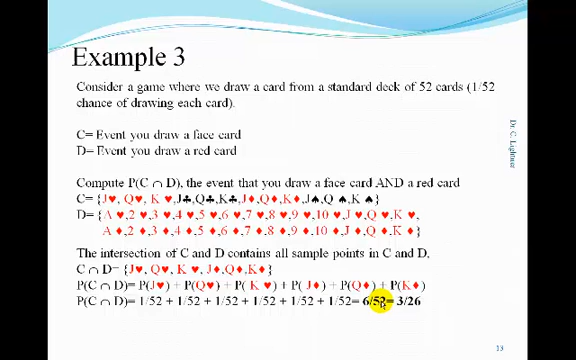 Example 3
Consider a game where we draw a card from a standard deck of 52 cards (1/52
chance of drawing each card).
C= Event you draw a face card
D= Event you draw a red card
Compute P(C ∩ D), the event that you draw a face card AND a red card
C= {J♥, Q♥, K ♥,J♣,Q♣,K♣,J♦,Q♦,K♦,J♠,Q ♠,K ♠}
D= {A ♥,2 ♥,3 ♥,4 ♥,5 ♥,6 ♥,7 ♥,8 ♥,9 ♥,10 ♥,J ♥,Q ♥,K ♥,
A ♦,2 ♦,3 ♦,4 ♦,5 ♦,6 ♦,7 ♦,8 ♦,9 ♦,10 ♦,J ♦,Q ♦,K ♦}
The intersection of C and D contains all sample points in C and D,
C ∩ D= {J♥, Q♥, K ♥, J♦,Q♦,K♦}
P(C ∩ D)= P(J♥) + P(Q♥) + P( K ♥) + P( J♦) + P(Q♦) + P(K♦)
P(C ∩ D)= 1/52 + 1/52 + 1/52 + 1/52 + 1/52 + 1/52= 6/52= 3/26
Dr. C. Lightner
13